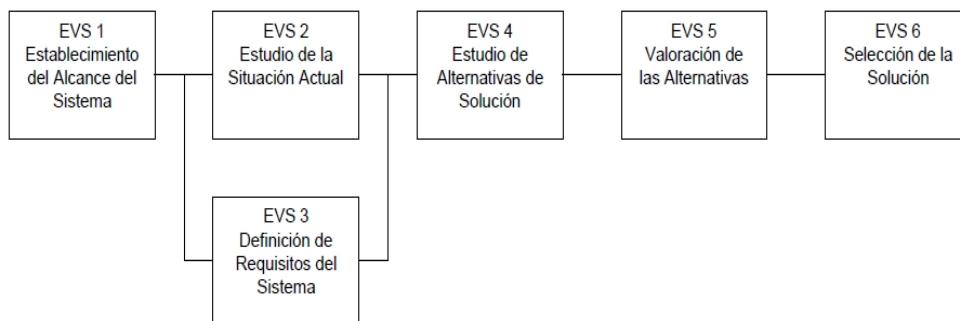 EVS 1
Establecimiento
del Alcance del
Sistema
EVS 2
Estudio de la
Situación Actual
EVS 4
Estudio de
Alternativas de
Solución
EVS 5
Valoración de
las Alternativas
EVS 6
Selección de la
Solución
EVS 3
Definición de
Requisitos del
Sistema